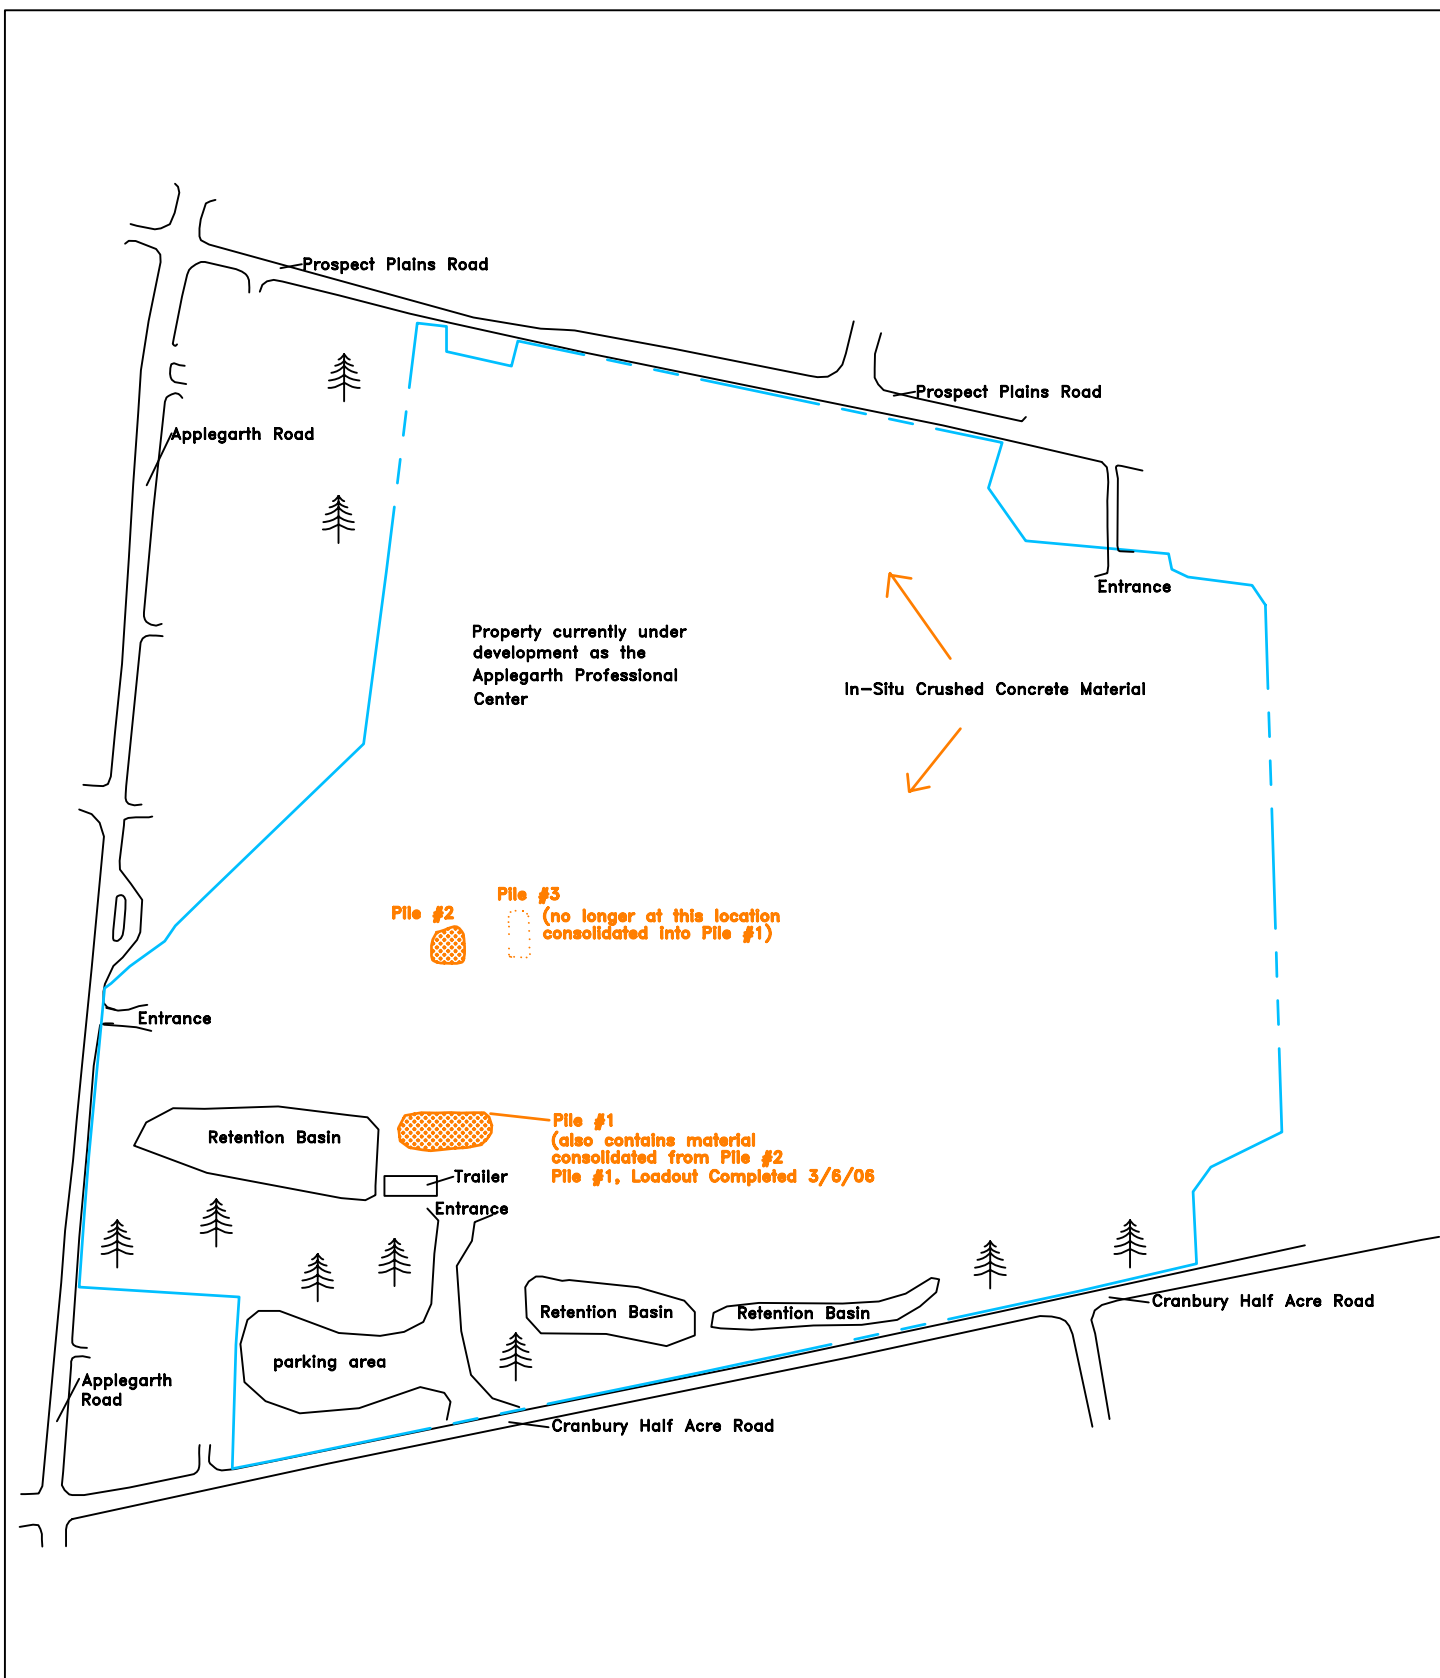 Prospect Plains Road
Prospect Plains Road
Applegarth Road
Entrance
Property currently under
development as the
Applegarth Professional
Center
In-Situ Crushed Concrete Material
Pile #3
(no longer at this location
consolidated into Pile #1)
Pile #2
Entrance
Pile #1
(also contains material
consolidated from Pile #2
Pile #1, Loadout Completed 3/6/06
Retention Basin
Trailer
Entrance
Retention Basin
Retention Basin
Cranbury Half Acre Road
parking area
Applegarth
Road
Cranbury Half Acre Road